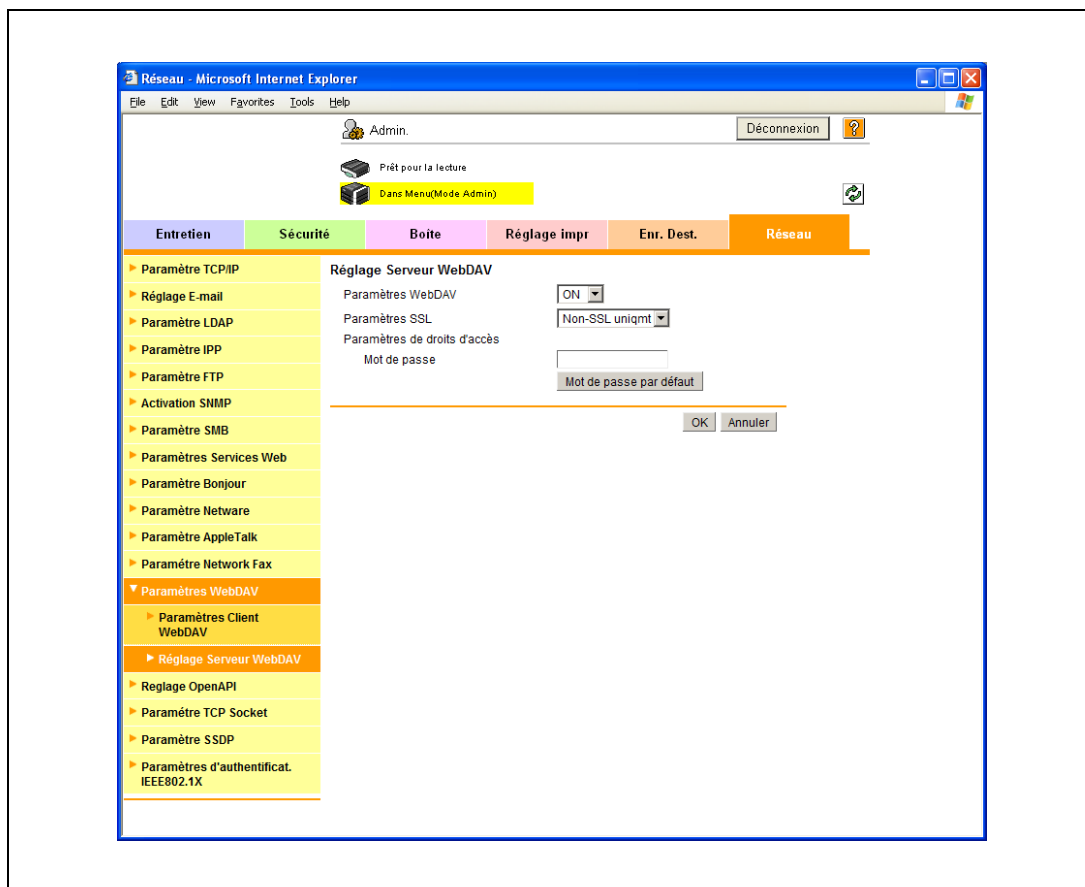 Réseau - Microsoft Internet Explorer
File Edit View Favorites Tools Help
Admin.
Déconnexion
?
Prêt pour la lecture
Dans Menu(Mode Admin)
Entretien Sécurité Boîte Réglage impr Enr. Dest. Réseau
Paramètre TCP/IP
Réglage E-mail
Paramètre LDAP
Paramètre IPP
Paramètre FTP
Activation SNMP
Paramètre SMB
Paramètres Services Web
Paramètre Bonjour
Paramètre Netware
Paramètre AppleTalk
Paramétre Network Fax
Paramètres WebDAV
Paramètres Client
WebDAV
Réglage Serveur WebDAV
Reglage OpenAPI
Paramétre TCP Socket
Paramètre SSDP
Paramètres d'authentificat.
IEEE802.1X
Réglage Serveur WebDAV
Paramètres WebDAV ON
Paramètres SSL Non-SSL uniqmt
Paramètres de droits d'accès
Mot de passe
Mot de passe par défaut
OK Annuler